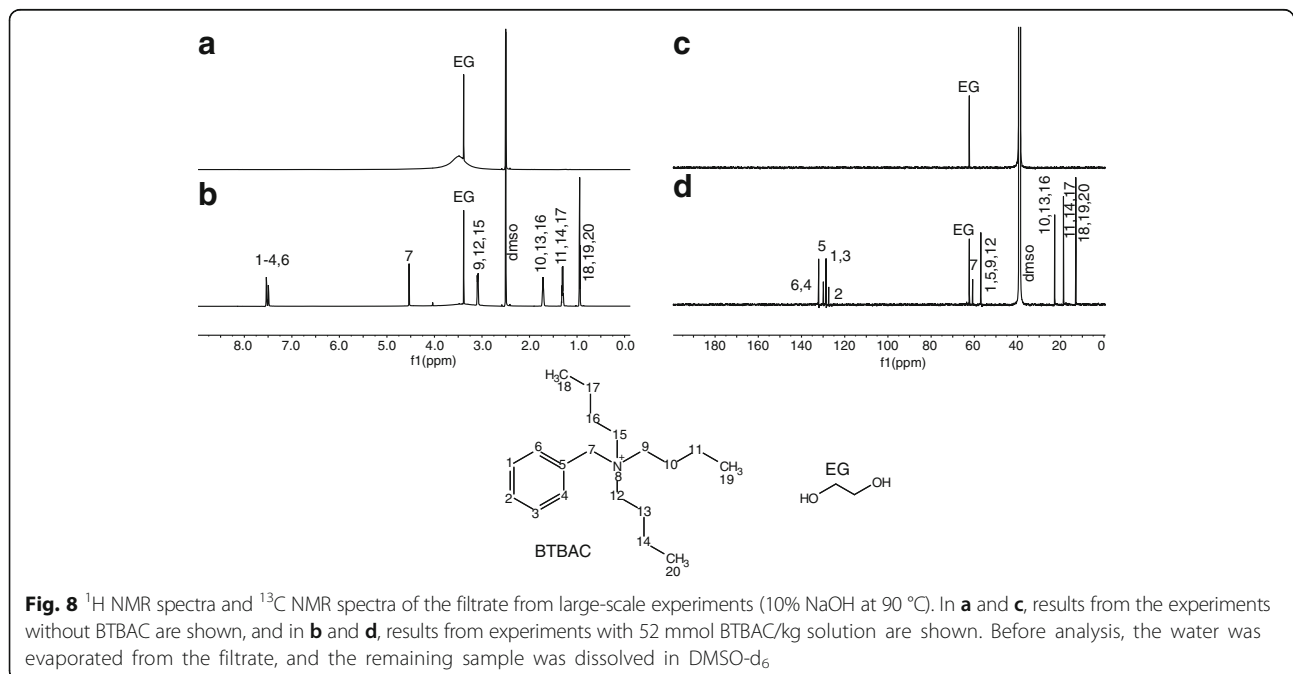 a
EG
b
EG
1-4,6
7
9,12,15
dmso
10,13,16
11,14,17
18,19,20
8.0 7.0 6.0 5.0 4.0 3.0 2.0 1.0 0.0
f1(ppm)
c
EG
d
6,4
5
1,3
2
EG
7
1,5,9,12
dmso
10,13,16
11,14,17
18,19,20
180 160 140 120 100 80 60 40 20 0
f1(ppm)
H₃C
18
17
16
15
6
7
9
11
1
5
N⁺
8
10
CH₃
19
2
4
12
3
13
14
CH₃
20
BTBAC
EG
HO
OH
Fig. 8 ¹H NMR spectra and ¹³C NMR spectra of the filtrate from large-scale experiments (10% NaOH at 90 °C). In a and c, results from the experiments
without BTBAC are shown, and in b and d, results from experiments with 52 mmol BTBAC/kg solution are shown. Before analysis, the water was
evaporated from the filtrate, and the remaining sample was dissolved in DMSO-d₆